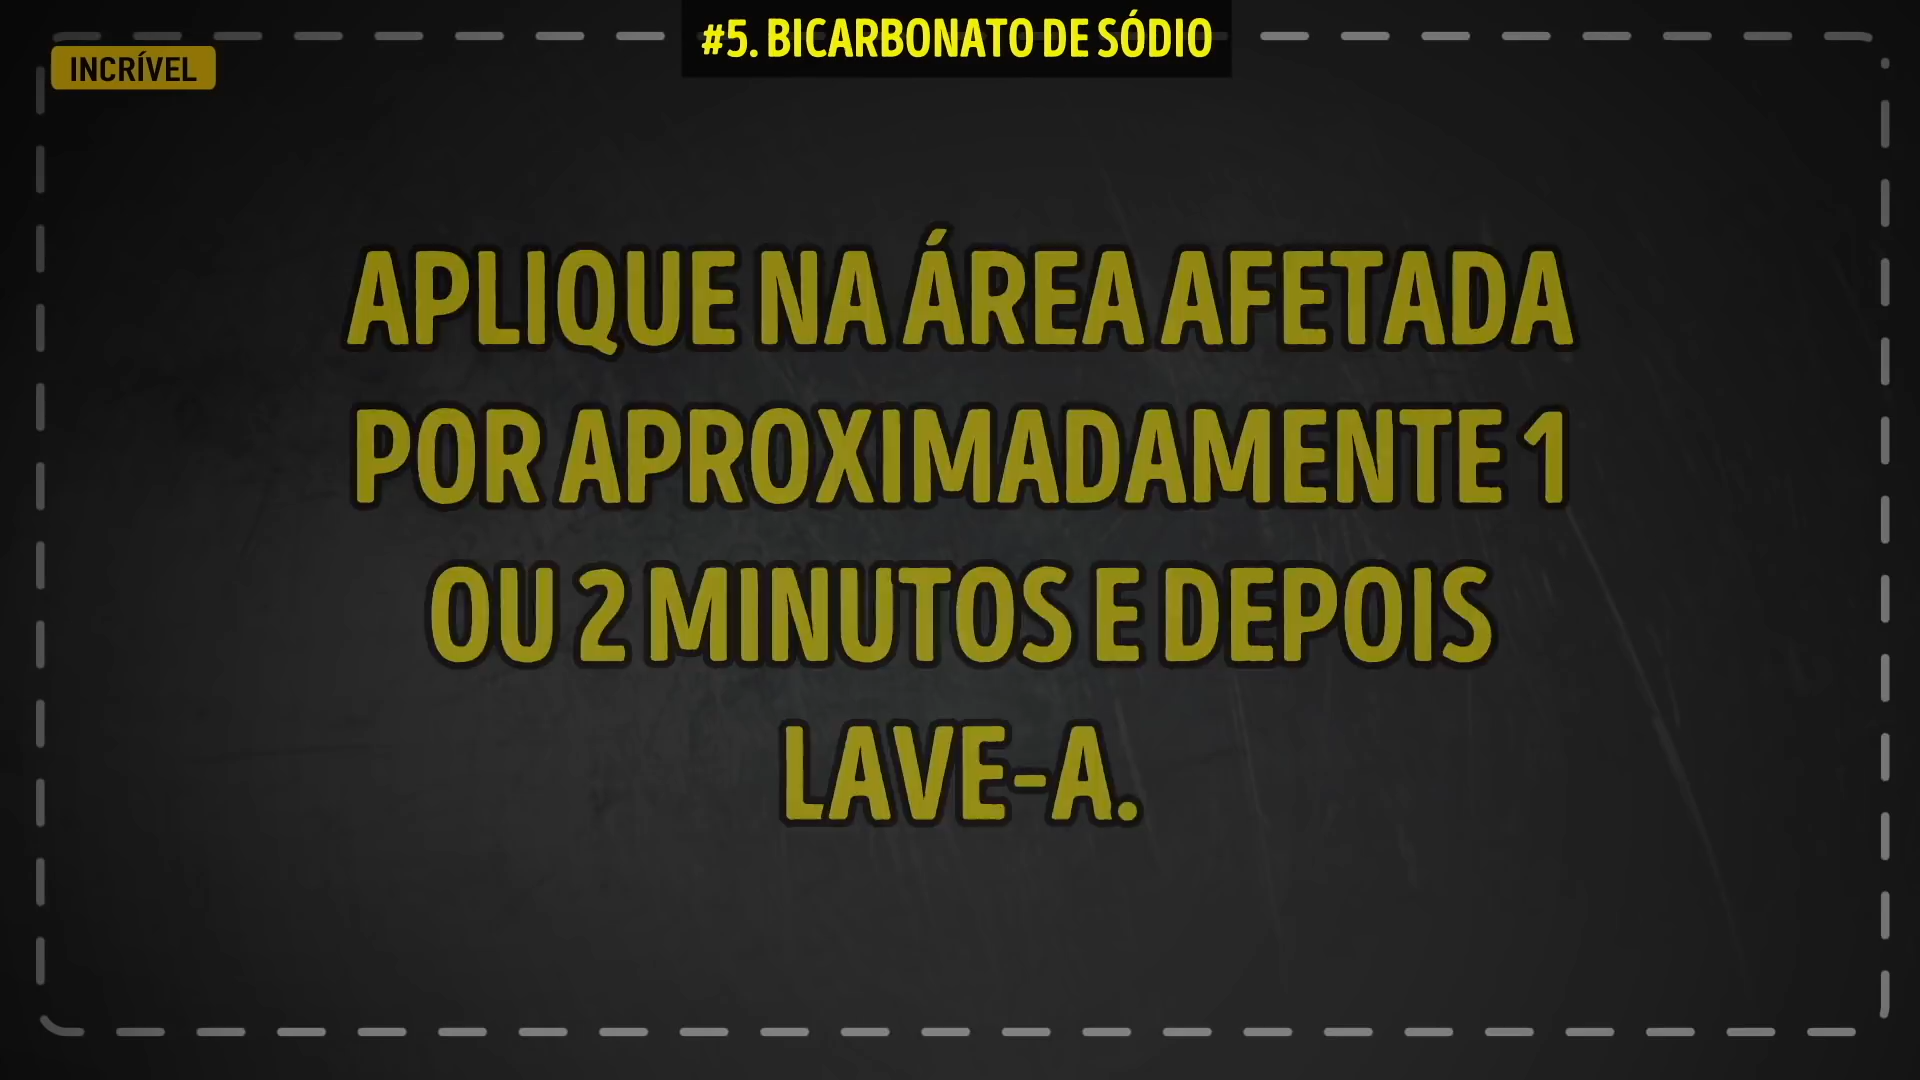 #5. BICARBONATO DE SÓDIO
INCRÍVEL
APLIQUE NA ÁREA AFETADA
POR APROXIMADAMENTE 1
OU 2 MINUTOS E DEPOIS
LAVE-A.